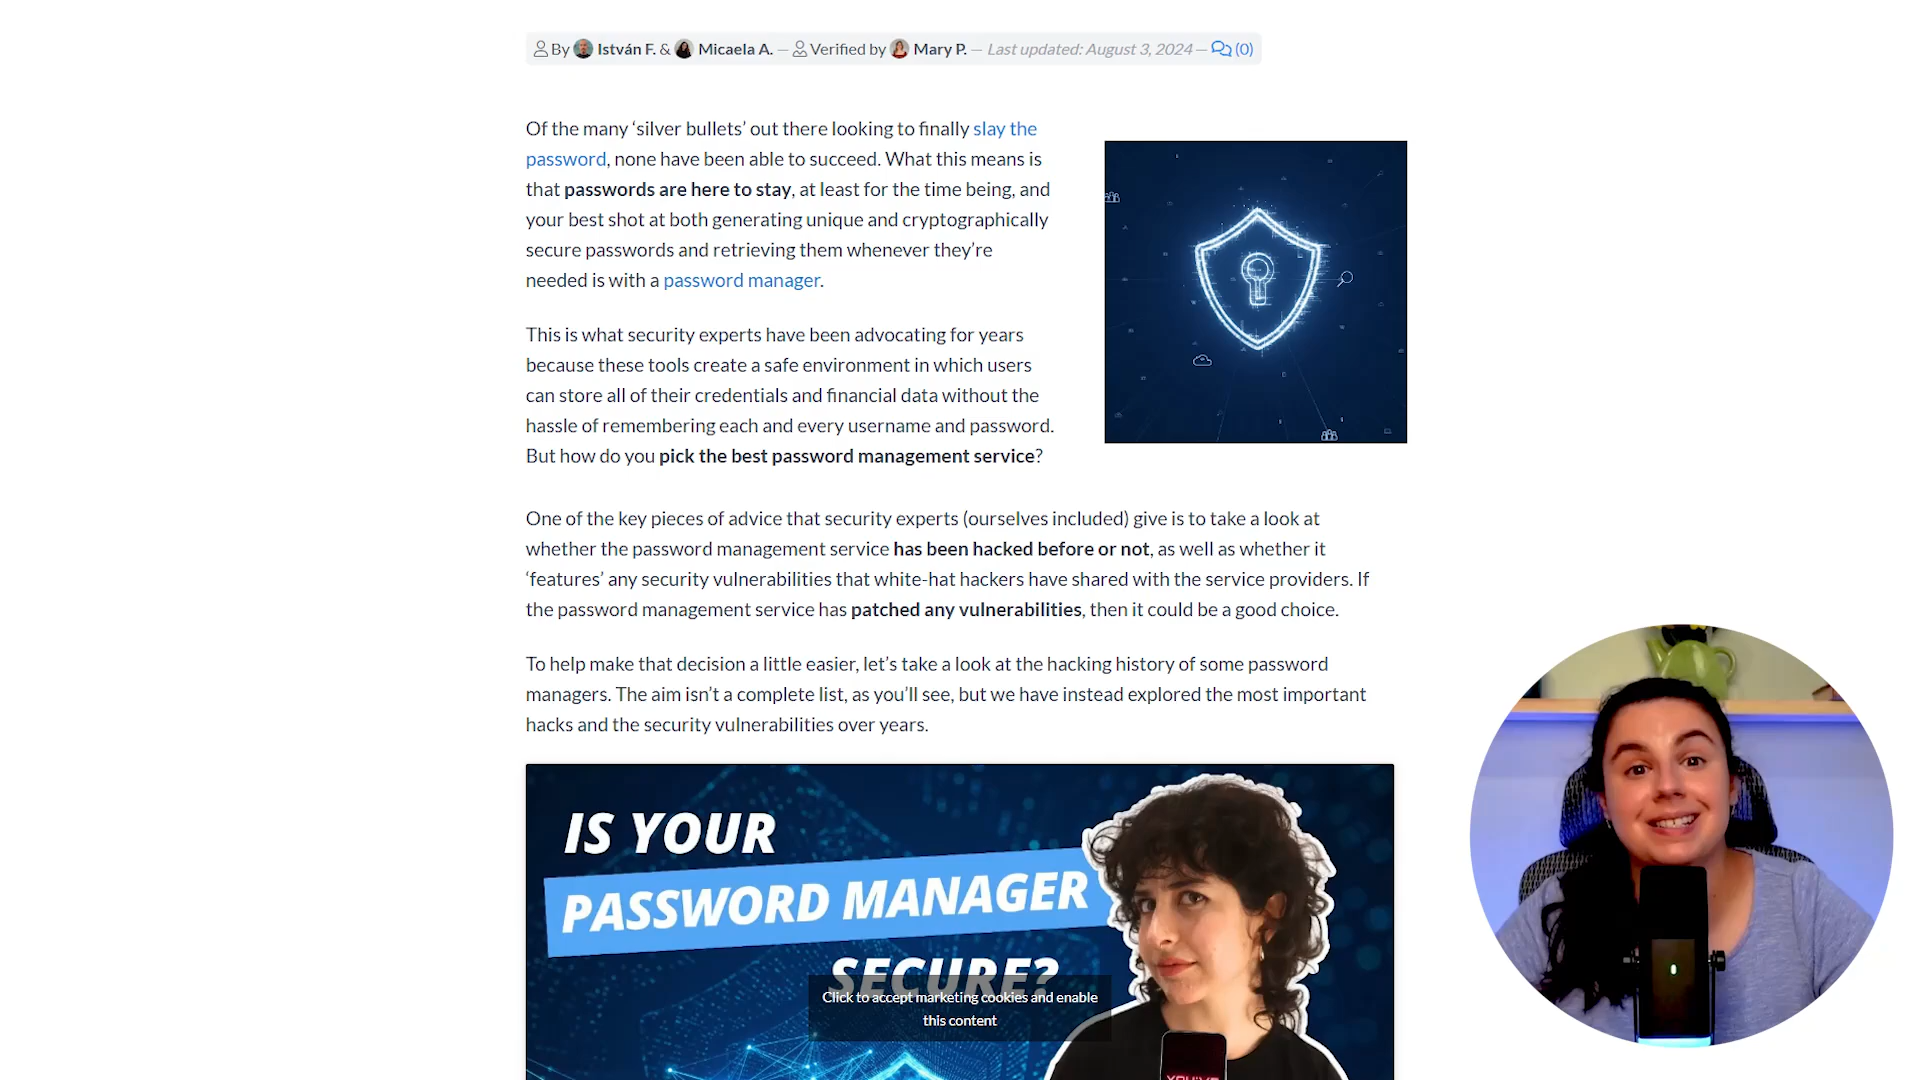 By István F. & Micaela A. — Verified by Mary P. — Last updated: August 3, 2024 — (0)
Of the many ‘silver bullets’ out there looking to finally slay the
password, none have been able to succeed. What this means is
that passwords are here to stay, at least for the time being, and
your best shot at both generating unique and cryptographically
secure passwords and retrieving them whenever they’re
needed is with a password manager.
This is what security experts have been advocating for years
because these tools create a safe environment in which users
can store all of their credentials and financial data without the
hassle of remembering each and every username and password.
But how do you pick the best password management service?
One of the key pieces of advice that security experts (ourselves included) give is to take a look at
whether the password management service has been hacked before or not, as well as whether it
‘features’ any security vulnerabilities that white-hat hackers have shared with the service providers. If
the password management service has patched any vulnerabilities, then it could be a good choice.
To help make that decision a little easier, let’s take a look at the hacking history of some password
managers. The aim isn’t a complete list, as you’ll see, but we have instead explored the most important
hacks and the security vulnerabilities over years.
IS YOUR
PASSWORD MANAGER
SECURE?
Click to accept marketing cookies and enable
this content